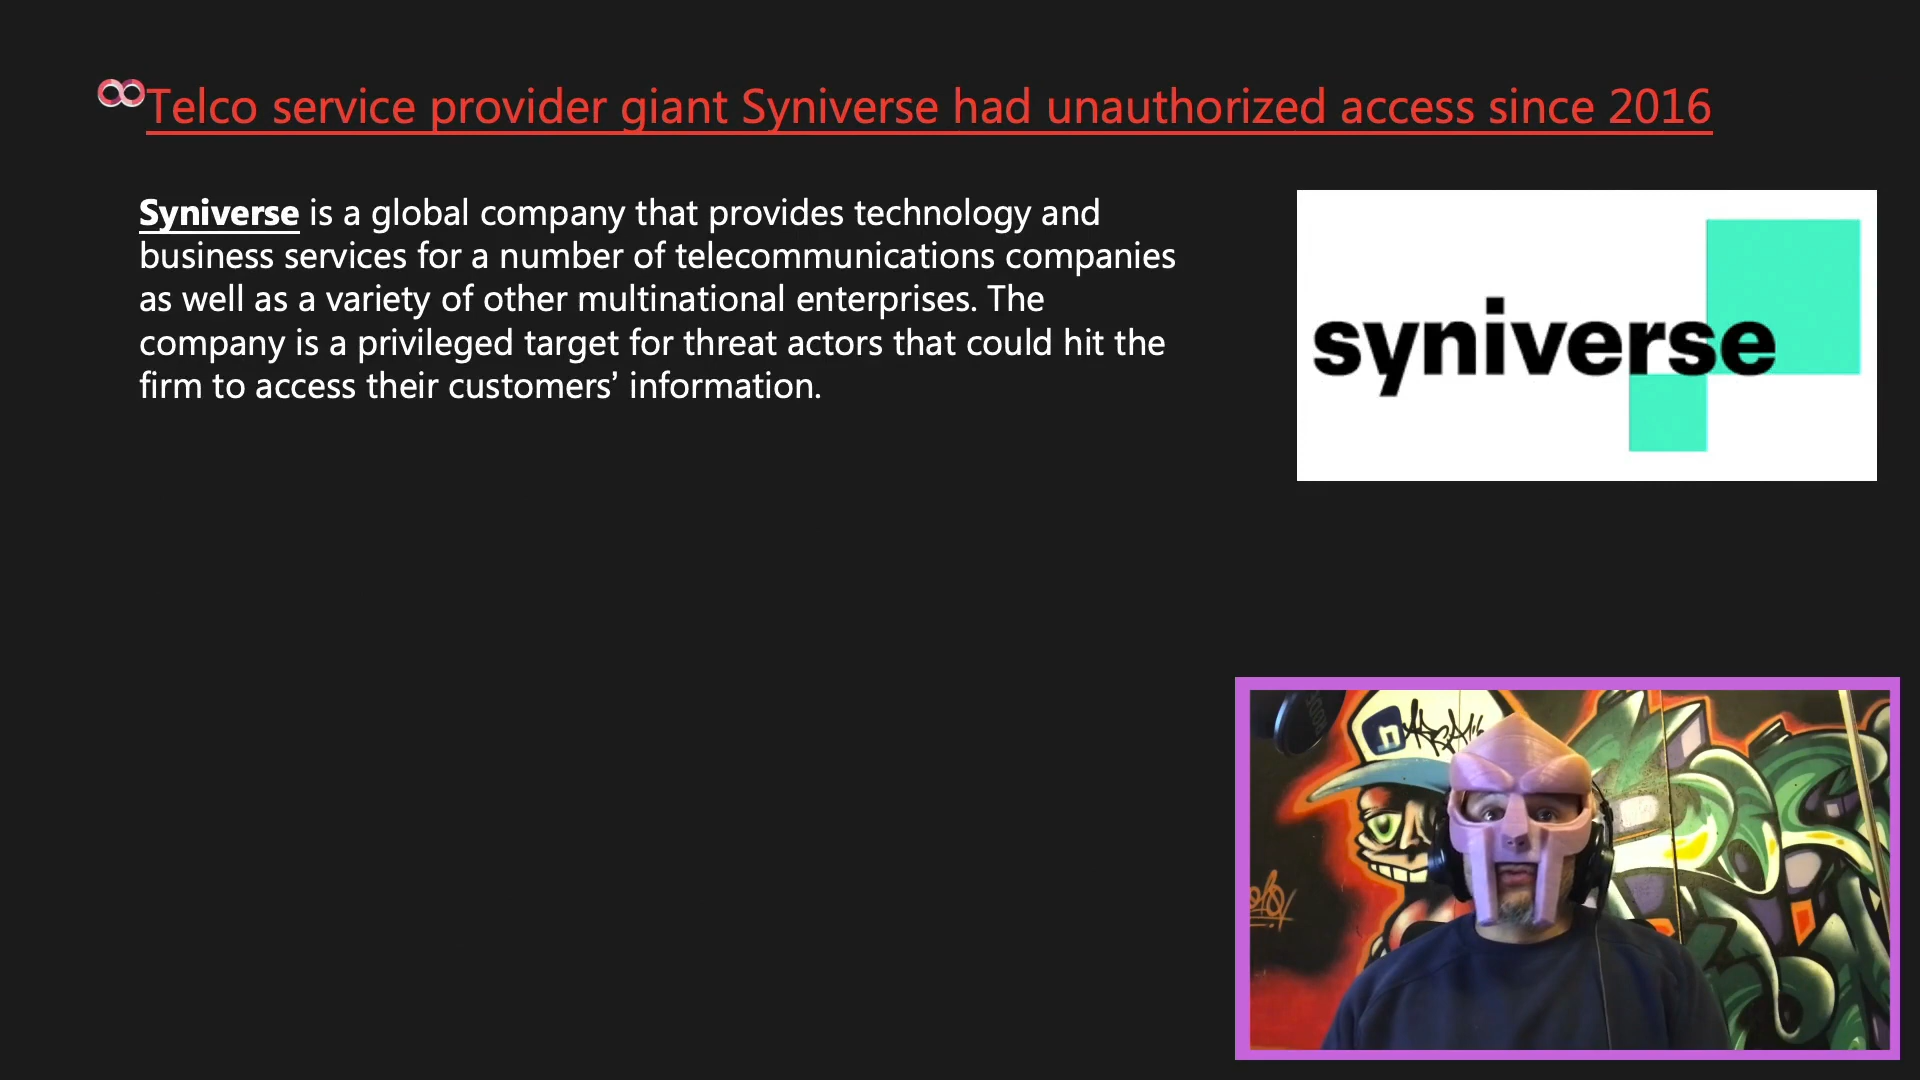 Telco service provider giant Syniverse had unauthorized access since 2016
Syniverse is a global company that provides technology and
business services for a number of telecommunications companies
as well as a variety of other multinational enterprises. The
company is a privileged target for threat actors that could hit the
firm to access their customers’ information.
syniverse